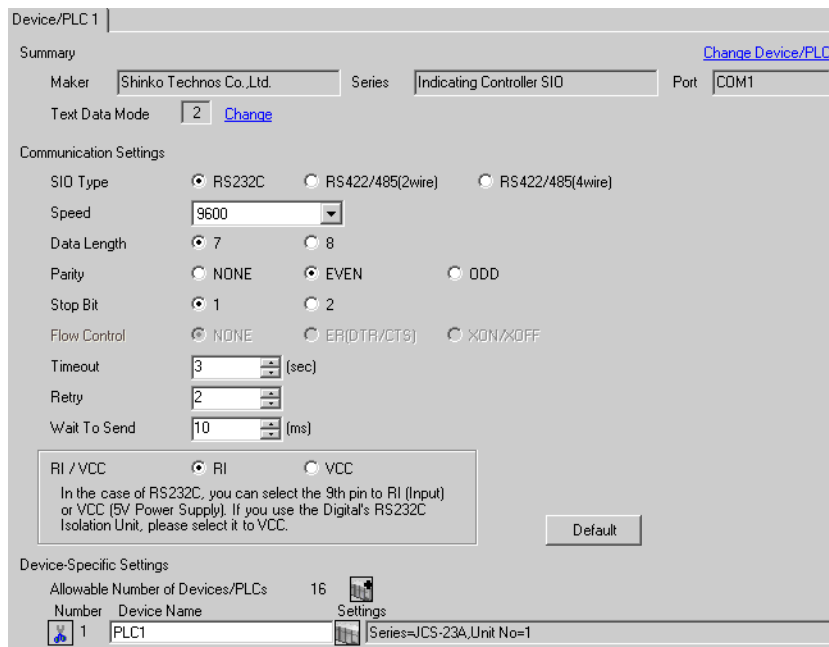 Device/PLC 1
Summary Change Device/PLC
Maker Shinko Technos Co.,Ltd. Series Indicating Controller SIO Port COM1
Text Data Mode 2 Change
Communication Settings
SIO Type RS232C RS422/485(2wire) RS422/485(4wire)
Speed 9600
Data Length 7 8
Parity NONE EVEN ODD
Stop Bit 1 2
Flow Control NONE ER(DTR/CTS) XON/XOFF
Timeout 3 (sec)
Retry 2
Wait To Send 10 (ms)
RI / VCC RI VCC
In the case of RS232C, you can select the 9th pin to RI (Input)
or VCC (5V Power Supply). If you use the Digital's RS232C
Isolation Unit, please select it to VCC.
Default
Device-Specific Settings
Allowable Number of Devices/PLCs 16
Number Device Name Settings
1 PLC1 Series=JCS-23A,Unit No=1